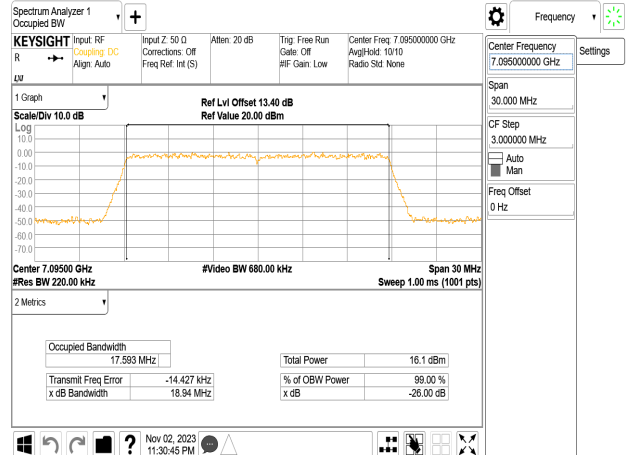 Spectrum Analyzer 1
Occupied BW
▼
+
Frequency
▼
KEYSIGHT
R
Input: RF
Coupling: DC
Align: Auto
Input Z: 50 Ω
Corrections: Off
Freq Ref: Int (S)
Atten: 20 dB
Trig: Free Run
Gate: Off
#IF Gain: Low
Center Freq: 7.095000000 GHz
Avg|Hold: 10/10
Radio Std: None
Center Frequency
7.095000000 GHz
Settings
Span
30.000 MHz
CF Step
3.000000 MHz
Auto
Man
Freq Offset
0 Hz
1 Graph
▼
Scale/Div 10.0 dB
Ref Lvl Offset 13.40 dB
Ref Value 20.00 dBm
Log
10.0
0.00
-10.0
-20.0
-30.0
-40.0
-50.0
-60.0
-70.0
Center 7.09500 GHz
#Video BW 680.00 kHz
Span 30 MHz
#Res BW 220.00 kHz
Sweep 1.00 ms (1001 pts)
2 Metrics
▼
Occupied Bandwidth
17.593 MHz
Total Power 16.1 dBm
Transmit Freq Error -14.427 kHz
% of OBW Power 99.00 %
x dB Bandwidth 18.94 MHz
x dB -26.00 dB
?
Nov 02, 2023
11:30:45 PM